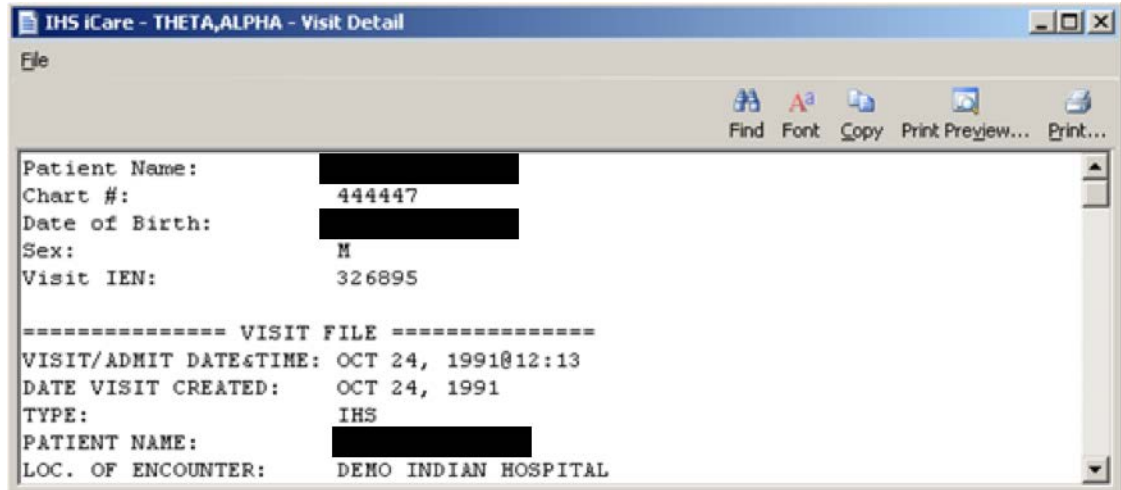 IHS iCare - THETA,ALPHA - Visit Detail
File
Find Font Copy Print Preview... Print...
Patient Name:
Chart #: 444447
Date of Birth:
Sex: M
Visit IEN: 326895
=============== VISIT FILE ===============
VISIT/ADMIT DATE&TIME: OCT 24, 1991@12:13
DATE VISIT CREATED: OCT 24, 1991
TYPE: IHS
PATIENT NAME:
LOC. OF ENCOUNTER: DEMO INDIAN HOSPITAL